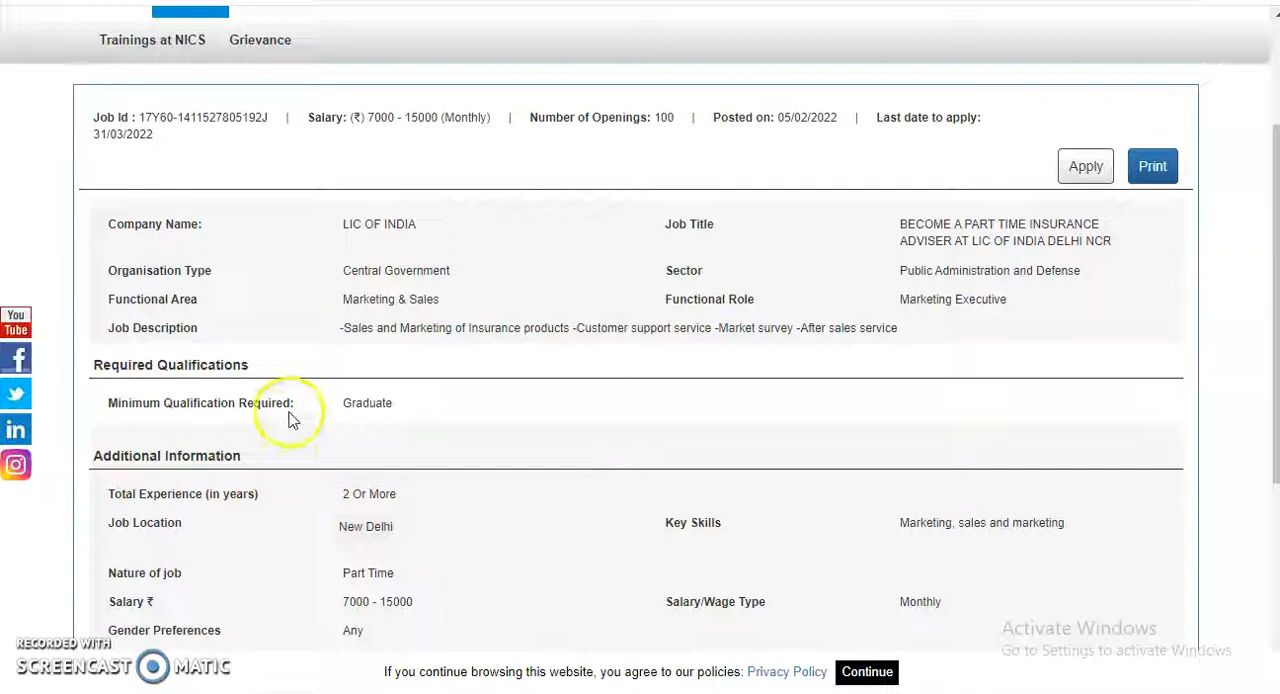 Trainings at NICS Grievance
Job Id : 17Y60-1411527805192J | Salary: (₹) 7000 - 15000 (Monthly) | Number of Openings: 100 | Posted on: 05/02/2022 | Last date to apply:
31/03/2022
Apply Print
Company Name: LIC OF INDIA Job Title BECOME A PART TIME INSURANCE
ADVISER AT LIC OF INDIA DELHI NCR
Organisation Type Central Government Sector Public Administration and Defense
Functional Area Marketing & Sales Functional Role Marketing Executive
Job Description -Sales and Marketing of Insurance products -Customer support service -Market survey -After sales service
You
Tube
Required Qualifications
Minimum Qualification Required: Graduate
Additional Information
Total Experience (in years) 2 Or More
Job Location New Delhi Key Skills Marketing, sales and marketing
Nature of job Part Time
Salary ₹ 7000 - 15000 Salary/Wage Type Monthly
Gender Preferences Any
Activate Windows
Go to Settings to activate Windows.
RECORDED WITH
SCREENCAST MATIC
If you continue browsing this website, you agree to our policies: Privacy Policy Continue